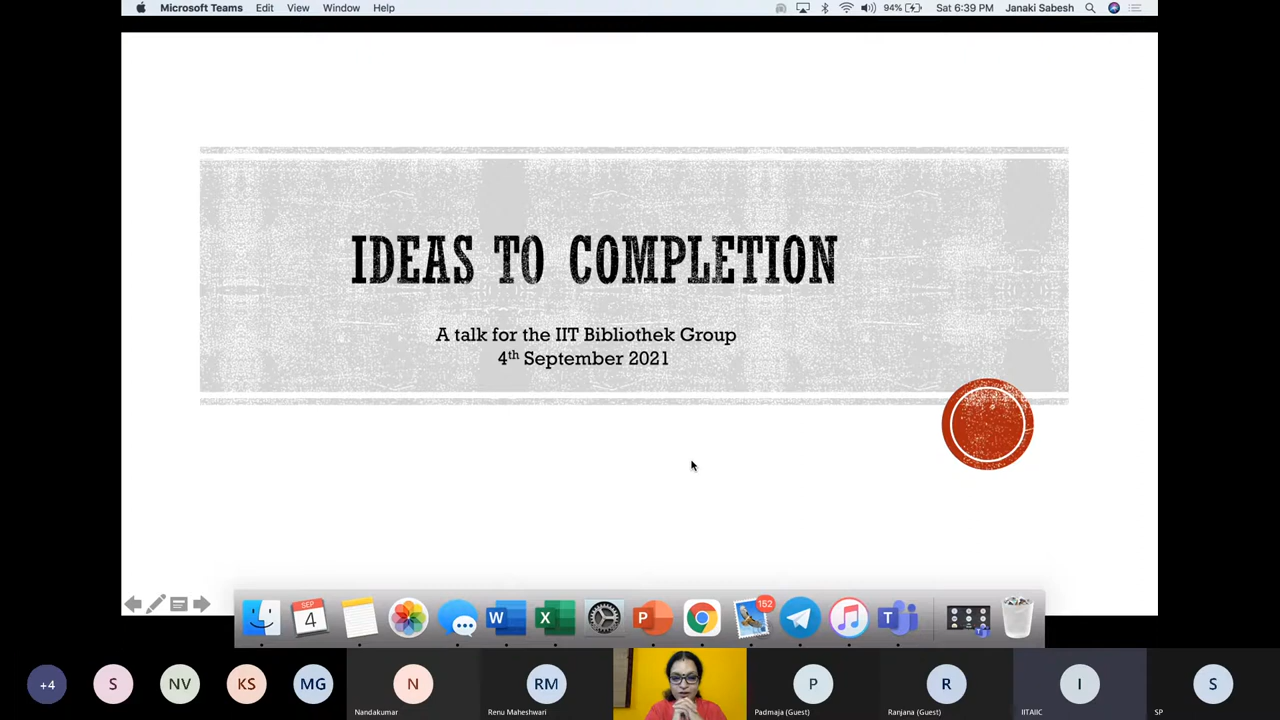 Microsoft Teams Edit View Window Help
94% Sat 6:39 PM Janaki Sabesh
IDEAS TO COMPLETION
A talk for the IIT Bibliothek Group
4th September 2021
SEP
4
W
X
P
152
T
+4 S NV KS MG N RM P R I S
Nandakumar Renu Maheshwari Padmaja (Guest) Ranjana (Guest) IITAIIC SP